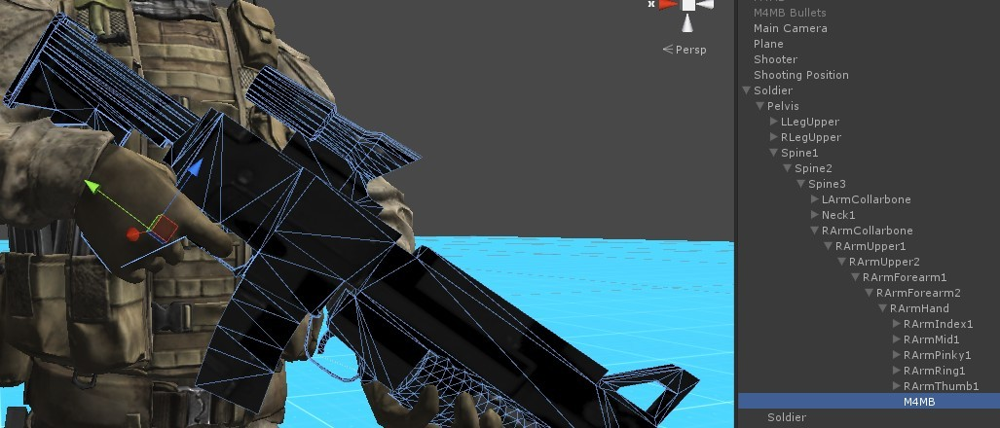 x
Persp
M4MB Bullets
Main Camera
Plane
Shooter
Shooting Position
Soldier
Pelvis
LLegUpper
RLegUpper
Spine1
Spine2
Spine3
LArmCollarbone
Neck1
RArmCollarbone
RArmUpper1
RArmUpper2
RArmForearm1
RArmForearm2
RArmHand
RArmIndex1
RArmMid1
RArmPinky1
RArmRing1
RArmThumb1
M4MB
Soldier